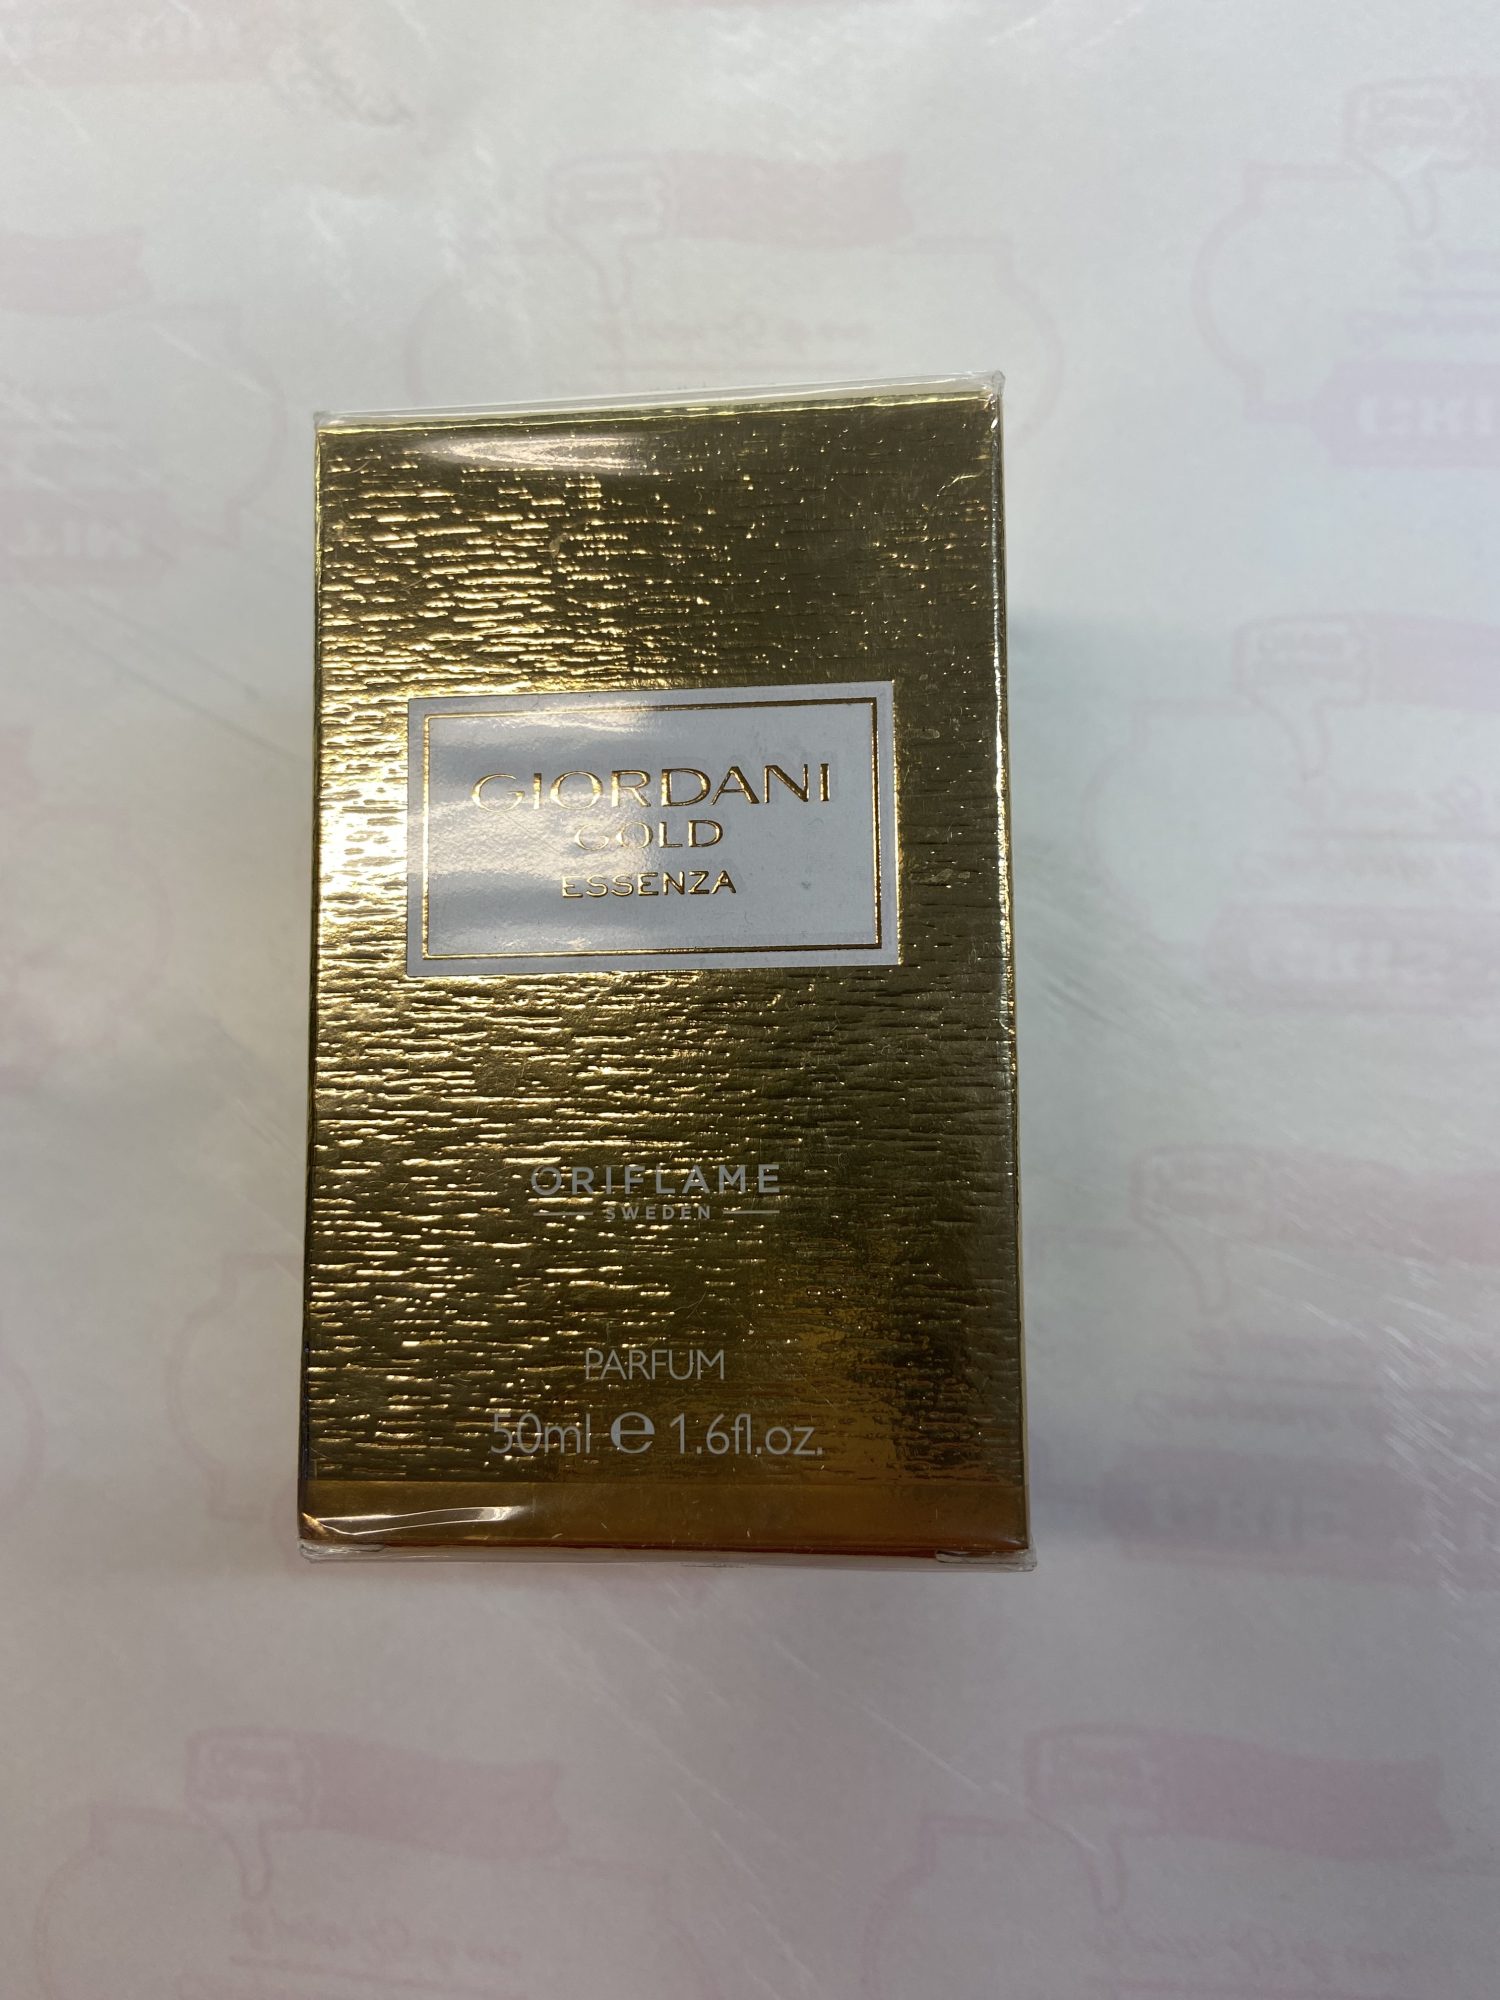 GIORDANI
GOLD
ESSENZA
ORIFLAME
SWEDEN
PARFUM
50ml e 1.6fl.oz.